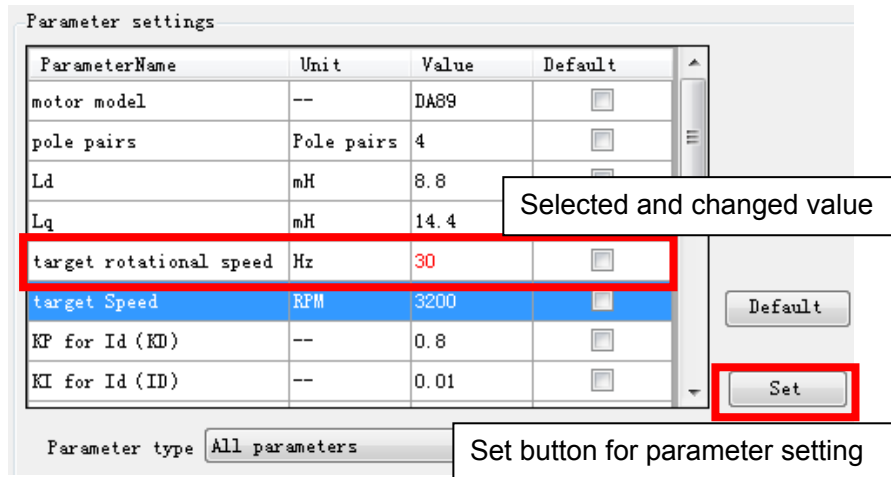 Parameter settings
ParameterName Unit Value Default
motor model -- DA89
pole pairs Pole pairs 4
Ld mH 8.8
Selected and changed value
Lq mH 14.4
target rotational speed Hz 30
target Speed RPM 3200
Default
KP for Id (KD) -- 0.8
KI for Id (ID) -- 0.01
Set
Parameter type All parameters
Set button for parameter setting